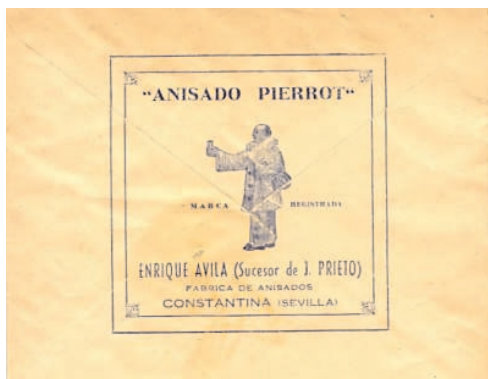 "ANISADO PIERROT"
MARCA REGISTRADA
ENRIQUE AVILA (Sucesor de J. PRIETO)
FABRICA DE ANISADOS
CONSTANTINA (SEVILLA)